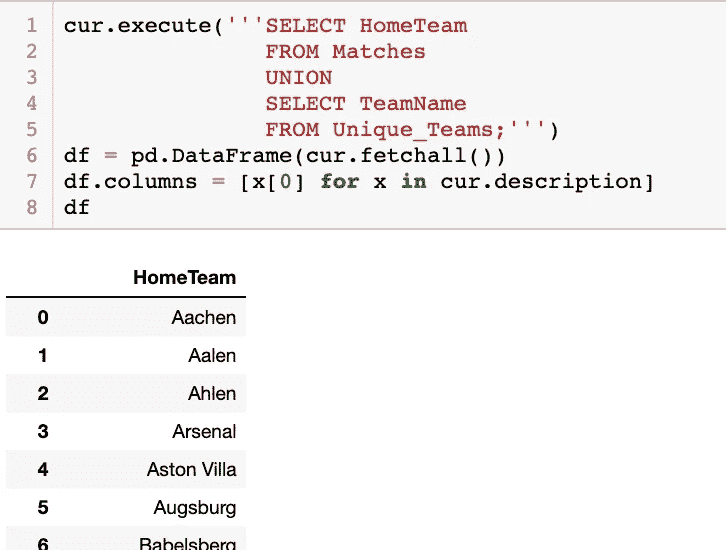 1 cur.execute('''SELECT HomeTeam
2 FROM Matches
3 UNION
4 SELECT TeamName
5 FROM Unique_Teams;''')
6 df = pd.DataFrame(cur.fetchall())
7 df.columns = [x[0] for x in cur.description]
8 df
HomeTeam
0 Aachen
1 Aalen
2 Ahlen
3 Arsenal
4 Aston Villa
5 Augsburg
6 Babelsberg